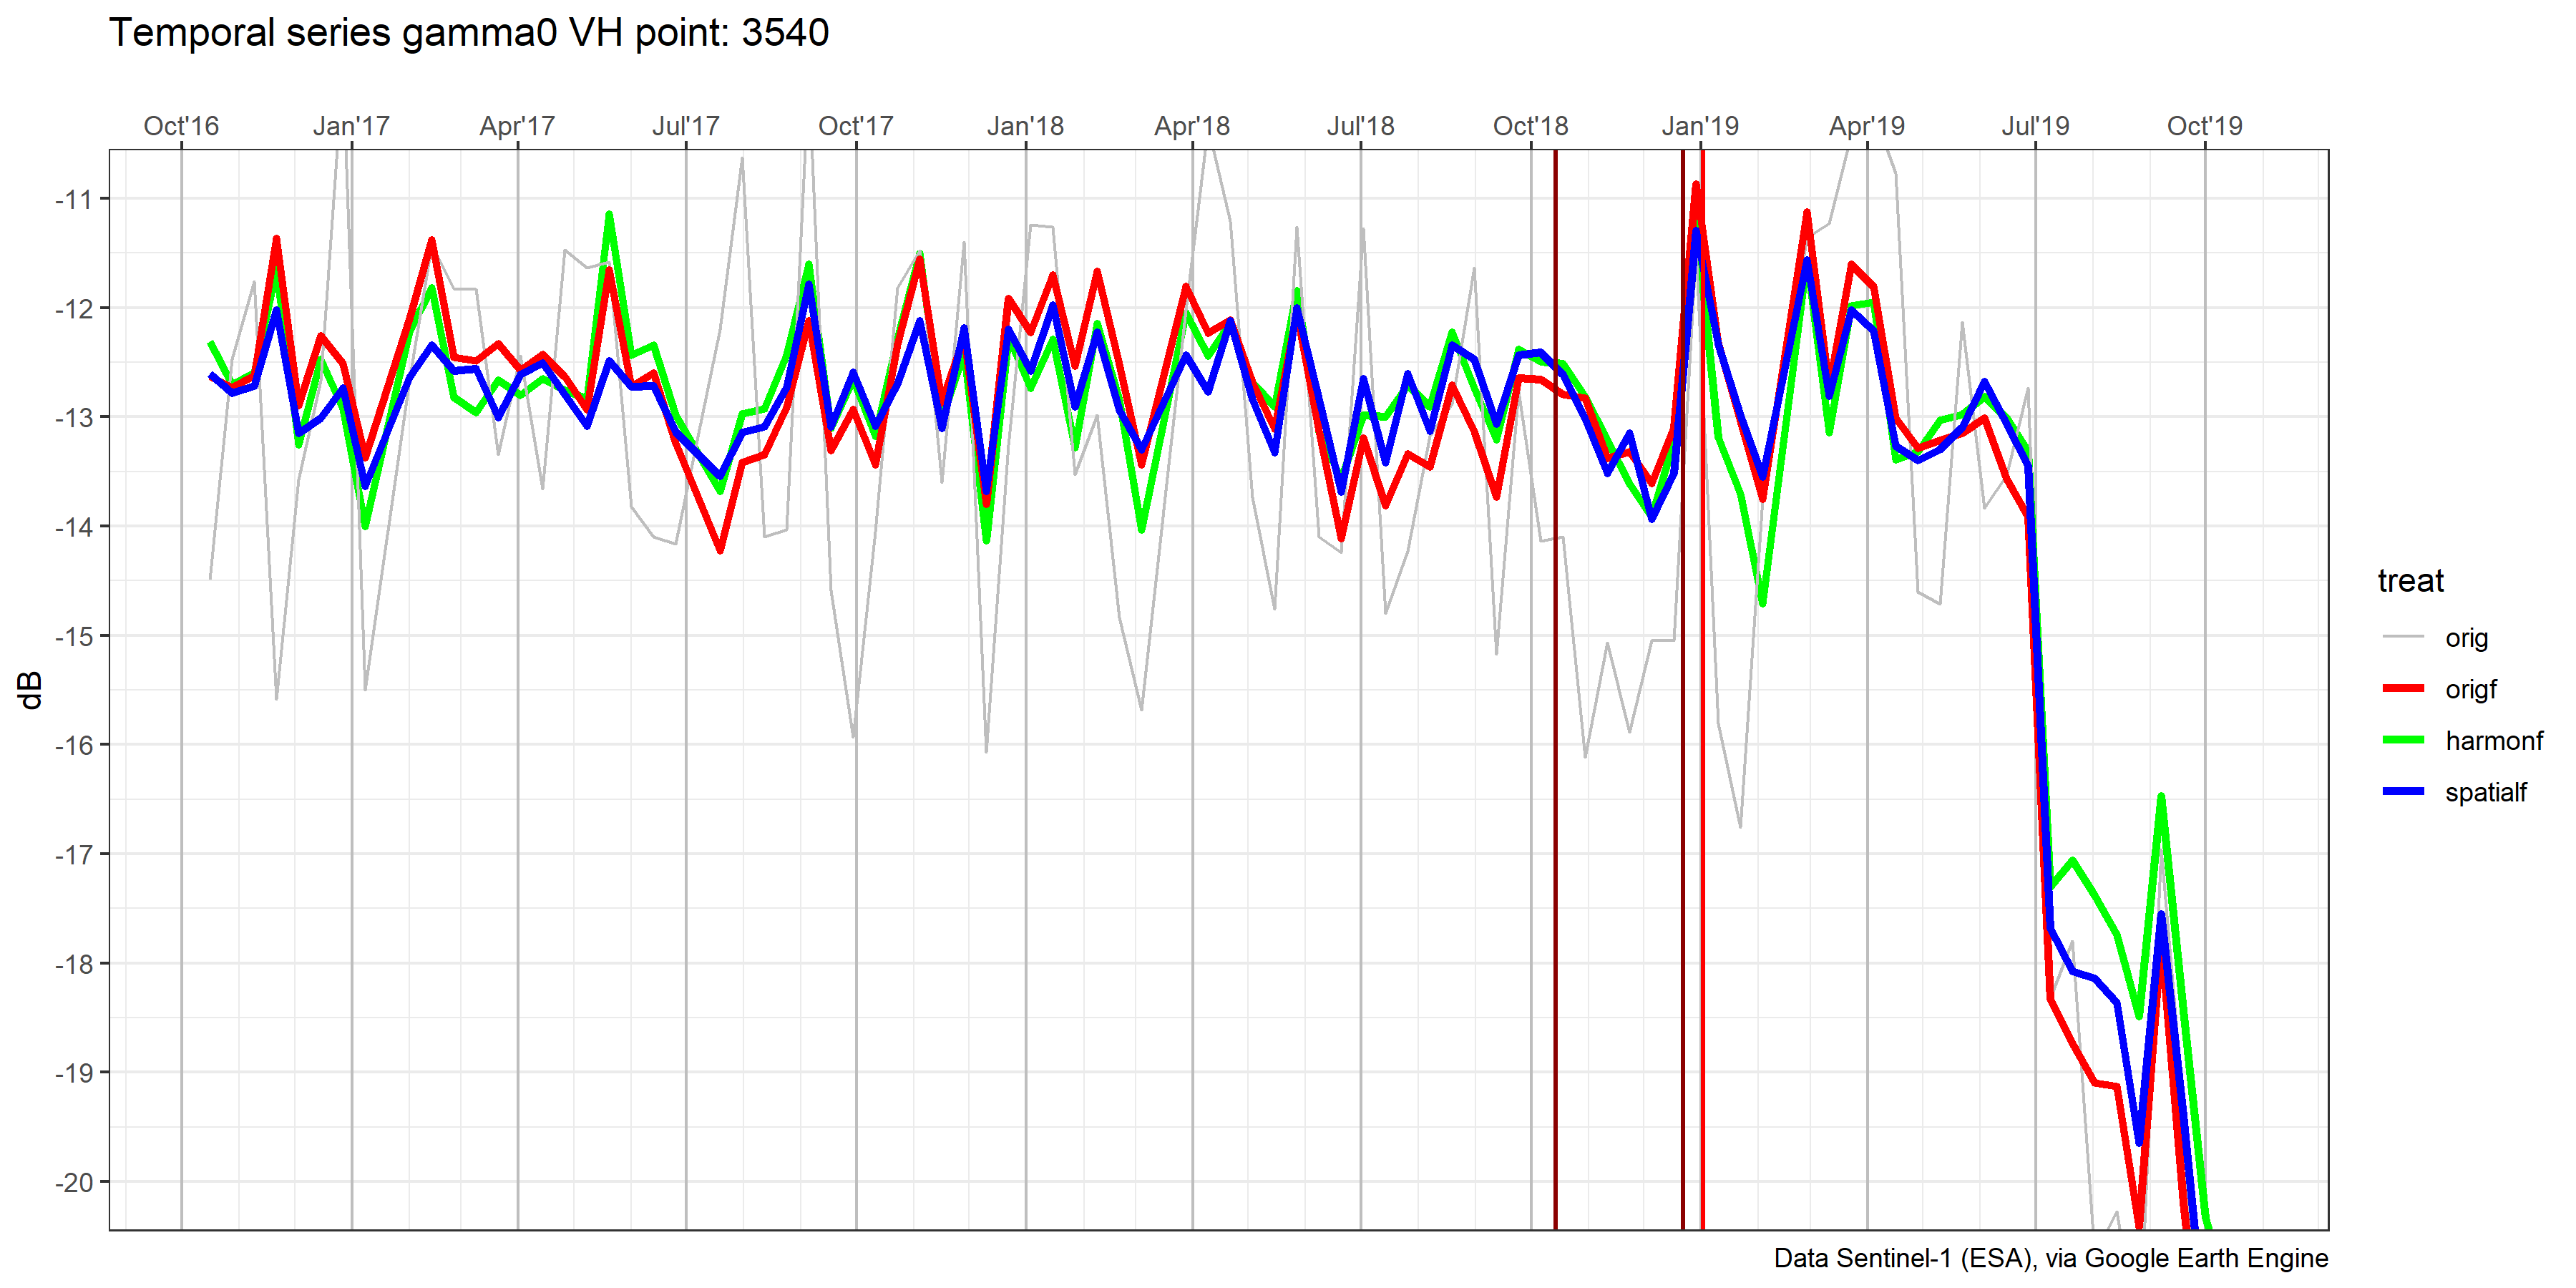 Temporal series gamma0 VH point: 3540
Oct'16 Jan'17 Apr'17 Jul'17 Oct'17 Jan'18 Apr'18 Jul'18 Oct'18 Jan'19 Apr'19 Jul'19 Oct'19
-11
-12
-13
-14
-15
-16
-17
-18
-19
-20
dB
treat
orig
origf
harmonf
spatialf
Data Sentinel-1 (ESA), via Google Earth Engine